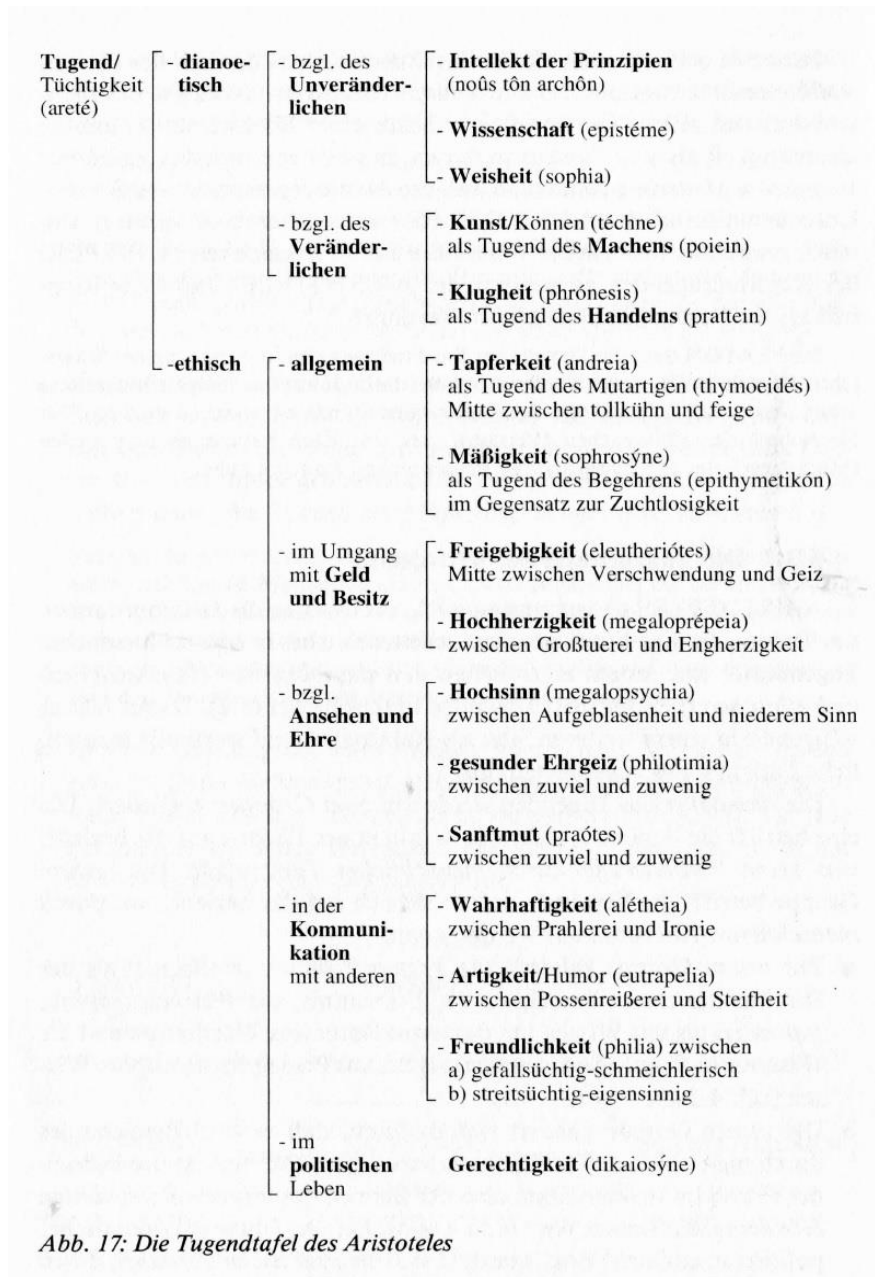 Tugend/ - dianoe- - bzgl. des - Intellekt der Prinzipien
Tüchtigkeit tisch Unveränder- (noûs tôn archôn)
(areté) lichen
- Wissenschaft (epistéme)
- Weisheit (sophia)
- bzgl. des - Kunst/Können (téchne)
Veränder- als Tugend des Machens (poiein)
lichen
- Klugheit (phrónesis)
als Tugend des Handelns (prattein)
-ethisch - allgemein - Tapferkeit (andreia)
als Tugend des Mutartigen (thymoeidés)
Mitte zwischen tollkühn und feige
- Mäßigkeit (sophrosýne)
als Tugend des Begehrens (epithymetikón)
im Gegensatz zur Zuchtlosigkeit
- im Umgang - Freigebigkeit (eleutheriótes)
mit Geld Mitte zwischen Verschwendung und Geiz
und Besitz
- Hochherzigkeit (megaloprépeia)
zwischen Großtuerei und Engherzigkeit
- bzgl. - Hochsinn (megalopsychia)
Ansehen und zwischen Aufgeblasenheit und niederem Sinn
Ehre
- gesunder Ehrgeiz (philotimia)
zwischen zuviel und zuwenig
- Sanftmut (praótes)
zwischen zuviel und zuwenig
- in der - Wahrhaftigkeit (alétheia)
Kommuni- zwischen Prahlerei und Ironie
kation
mit anderen - Artigkeit/Humor (eutrapelia)
zwischen Possenreißerei und Steifheit
- Freundlichkeit (philia) zwischen
a) gefallsüchtig-schmeichlerisch
b) streitsüchtig-eigensinnig
- im
politischen Gerechtigkeit (dikaiosýne)
Leben
Abb. 17: Die Tugendtafel des Aristoteles